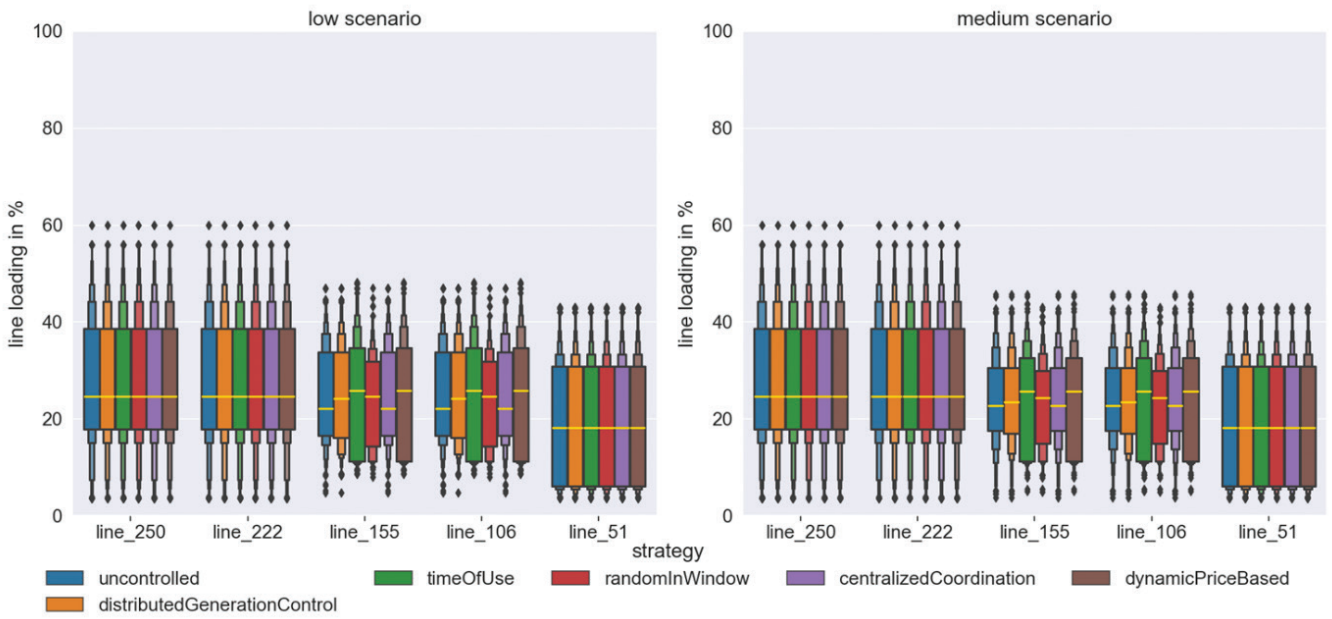 low scenario
medium scenario
line loading in %
100
80
60
40
20
0
line_250
line_222
line_155
line_106
line_51
line loading in %
100
80
60
40
20
0
line_250
line_222
line_155
line_106
line_51
strategy
uncontrolled
distributedGenerationControl
timeOfUse
randomInWindow
centralizedCoordination
dynamicPriceBased